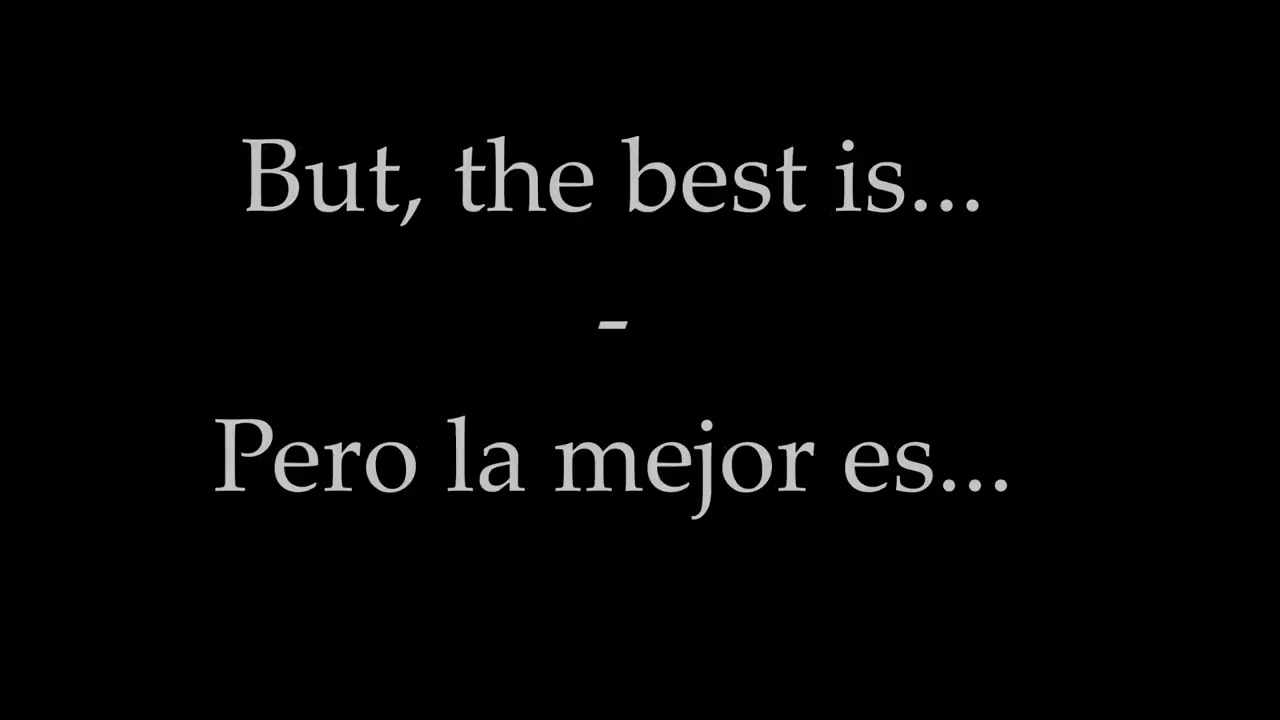 But, the best is...
-
Pero la mejor es...